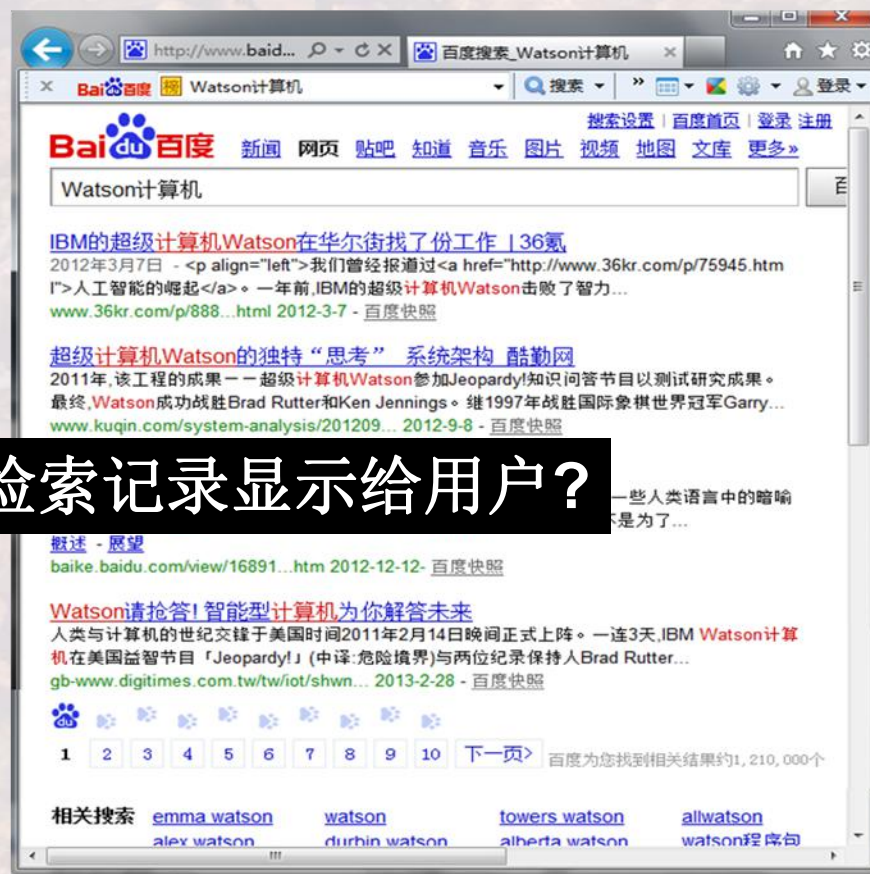 http://www.baid...
百度搜索_Watson计算机
Bai百度 Watson计算机 搜索 登录
搜索设置 | 百度首页 | 登录 注册
Bai du 百度 新闻 网页 贴吧 知道 音乐 图片 视频 地图 文库 更多»
Watson计算机
IBM的超级计算机Watson在华尔街找了份工作 | 36氪
2012年3月7日 - <p align="left">我们曾经报道过<a href="http://www.36kr.com/p/75945.htm
l">人工智能的崛起</a>。一年前,IBM的超级计算机Watson击败了智力...
www.36kr.com/p/888...html 2012-3-7 - 百度快照
超级计算机Watson的独特“思考” 系统架构 酷勤网
2011年,该工程的成果——超级计算机Watson参加Jeopardy!知识问答节目以测试研究成果。
最终,Watson成功战胜Brad Rutter和Ken Jennings。继1997年战胜国际象棋世界冠军Garry...
www.kuqin.com/system-analysis/201209... 2012-9-8 - 百度快照
索记录显示给用户?
一些人类语言中的暗喻
是为了...
概述 - 展望
baike.baidu.com/view/16891...htm 2012-12-12- 百度快照
Watson请抢答! 智能型计算机为你解答未来
人类与计算机的世纪交锋于美国时间2011年2月14日晚间正式上阵。一连3天,IBM Watson计算
机在美国益智节目「Jeopardy!」(中译:危险境界)与两位纪录保持人Brad Rutter...
gb-www.digitimes.com.tw/tw/iot/shwn... 2013-2-28 - 百度快照
du
1 2 3 4 5 6 7 8 9 10 下一页> 百度为您找到相关结果约1,210,000个
相关搜索 emma watson watson towers watson allwatson
alex watson durbin watson alberta watson watson程序包